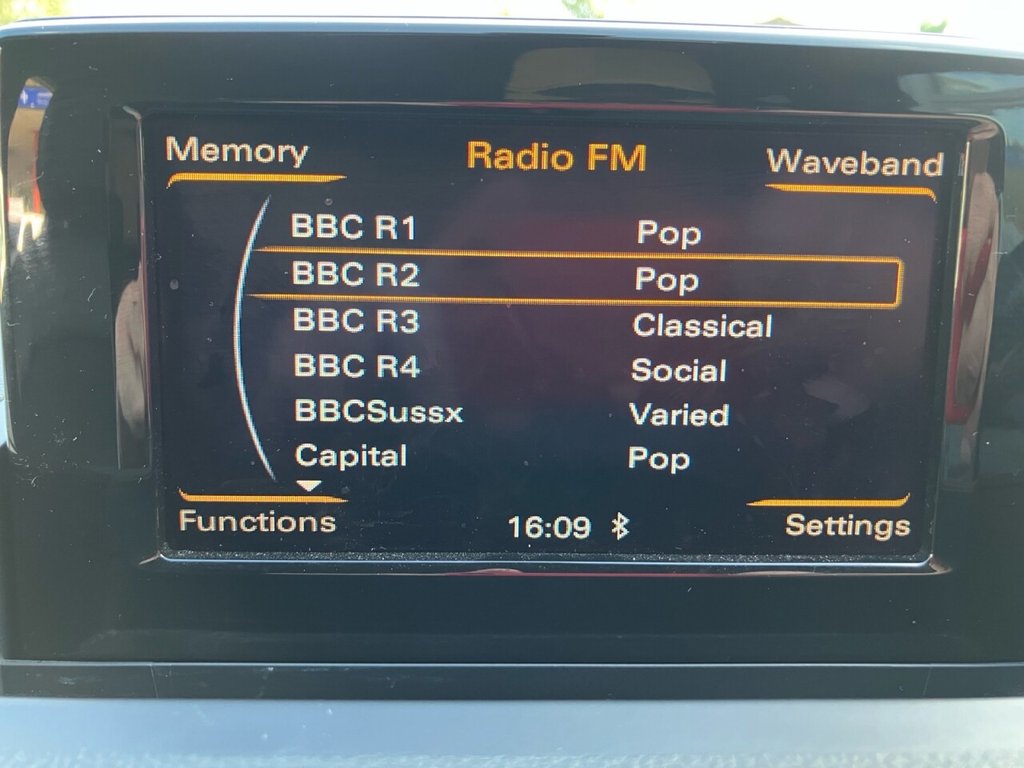 Memory Radio FM Waveband
BBC R1 Pop
BBC R2 Pop
BBC R3 Classical
BBC R4 Social
BBCSussx Varied
Capital Pop
Functions 16:09 Settings